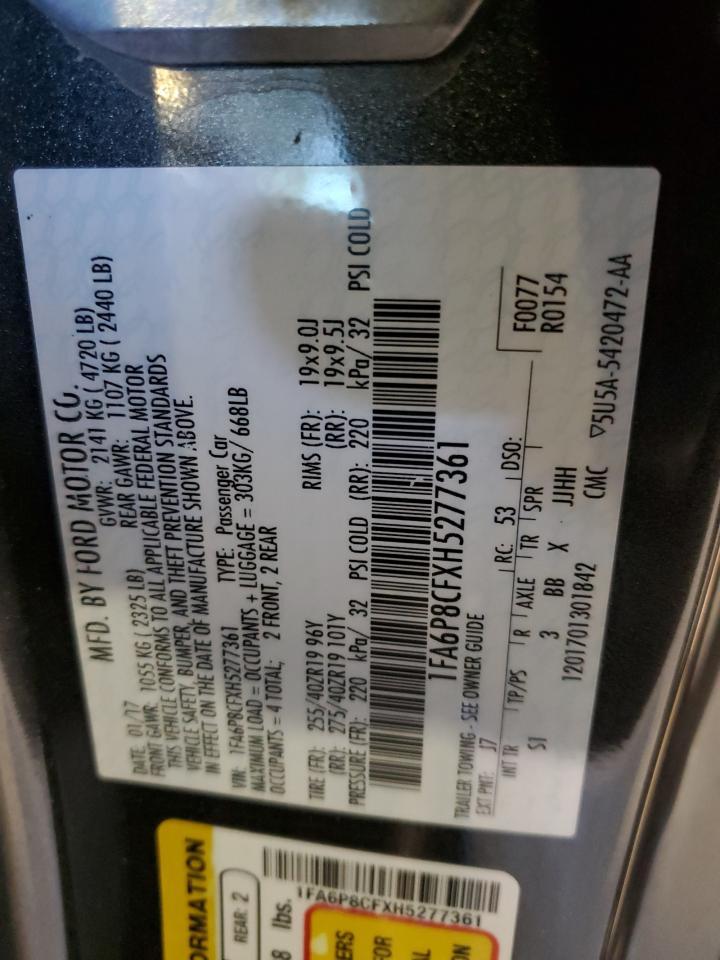 MFD. BY FORD MOTOR CO.
DATE: 01/17 GVWR: 2141 KG ( 4720 LB)
FRONT GAWR: 1055 KG ( 2325 LB) REAR GAWR: 1107 KG ( 2440 LB)
THIS VEHICLE CONFORMS TO ALL APPLICABLE FEDERAL MOTOR
VEHICLE SAFETY, BUMPER, AND THEFT PREVENTION STANDARDS
IN EFFECT ON THE DATE OF MANUFACTURE SHOWN ABOVE.
VIN: 1FA6P8CFXH5277361 TYPE: Passenger Car
MAXIMUM LOAD = OCCUPANTS + LUGGAGE = 303KG/ 668LB
OCCUPANTS = 4 TOTAL; 2 FRONT, 2 REAR
TIRE (FR): 255/40ZR19 96Y RIMS (FR): 19x9.0J
(RR): 275/40ZR19 101Y (RR): 19x9.5J
PRESSURE (FR): 220 kPa/ 32 PSI COLD (RR): 220 kPa/ 32 PSI COLD
1FA6P8CFXH5277361
TRAILER TOWING - SEE OWNER GUIDE
F0077
EXT PNT: J7 RC: 53 DSO: R0154
INT TR TP/PS R AXLE TR SPR
S1 3 BB X JJHH
1201701301842 CMC ▽5U5A-5420472-AA
ORMATION
REAR: 2
8 lbs.
1FA6P8CFXH5277361
ERS
FOR
AL
ON